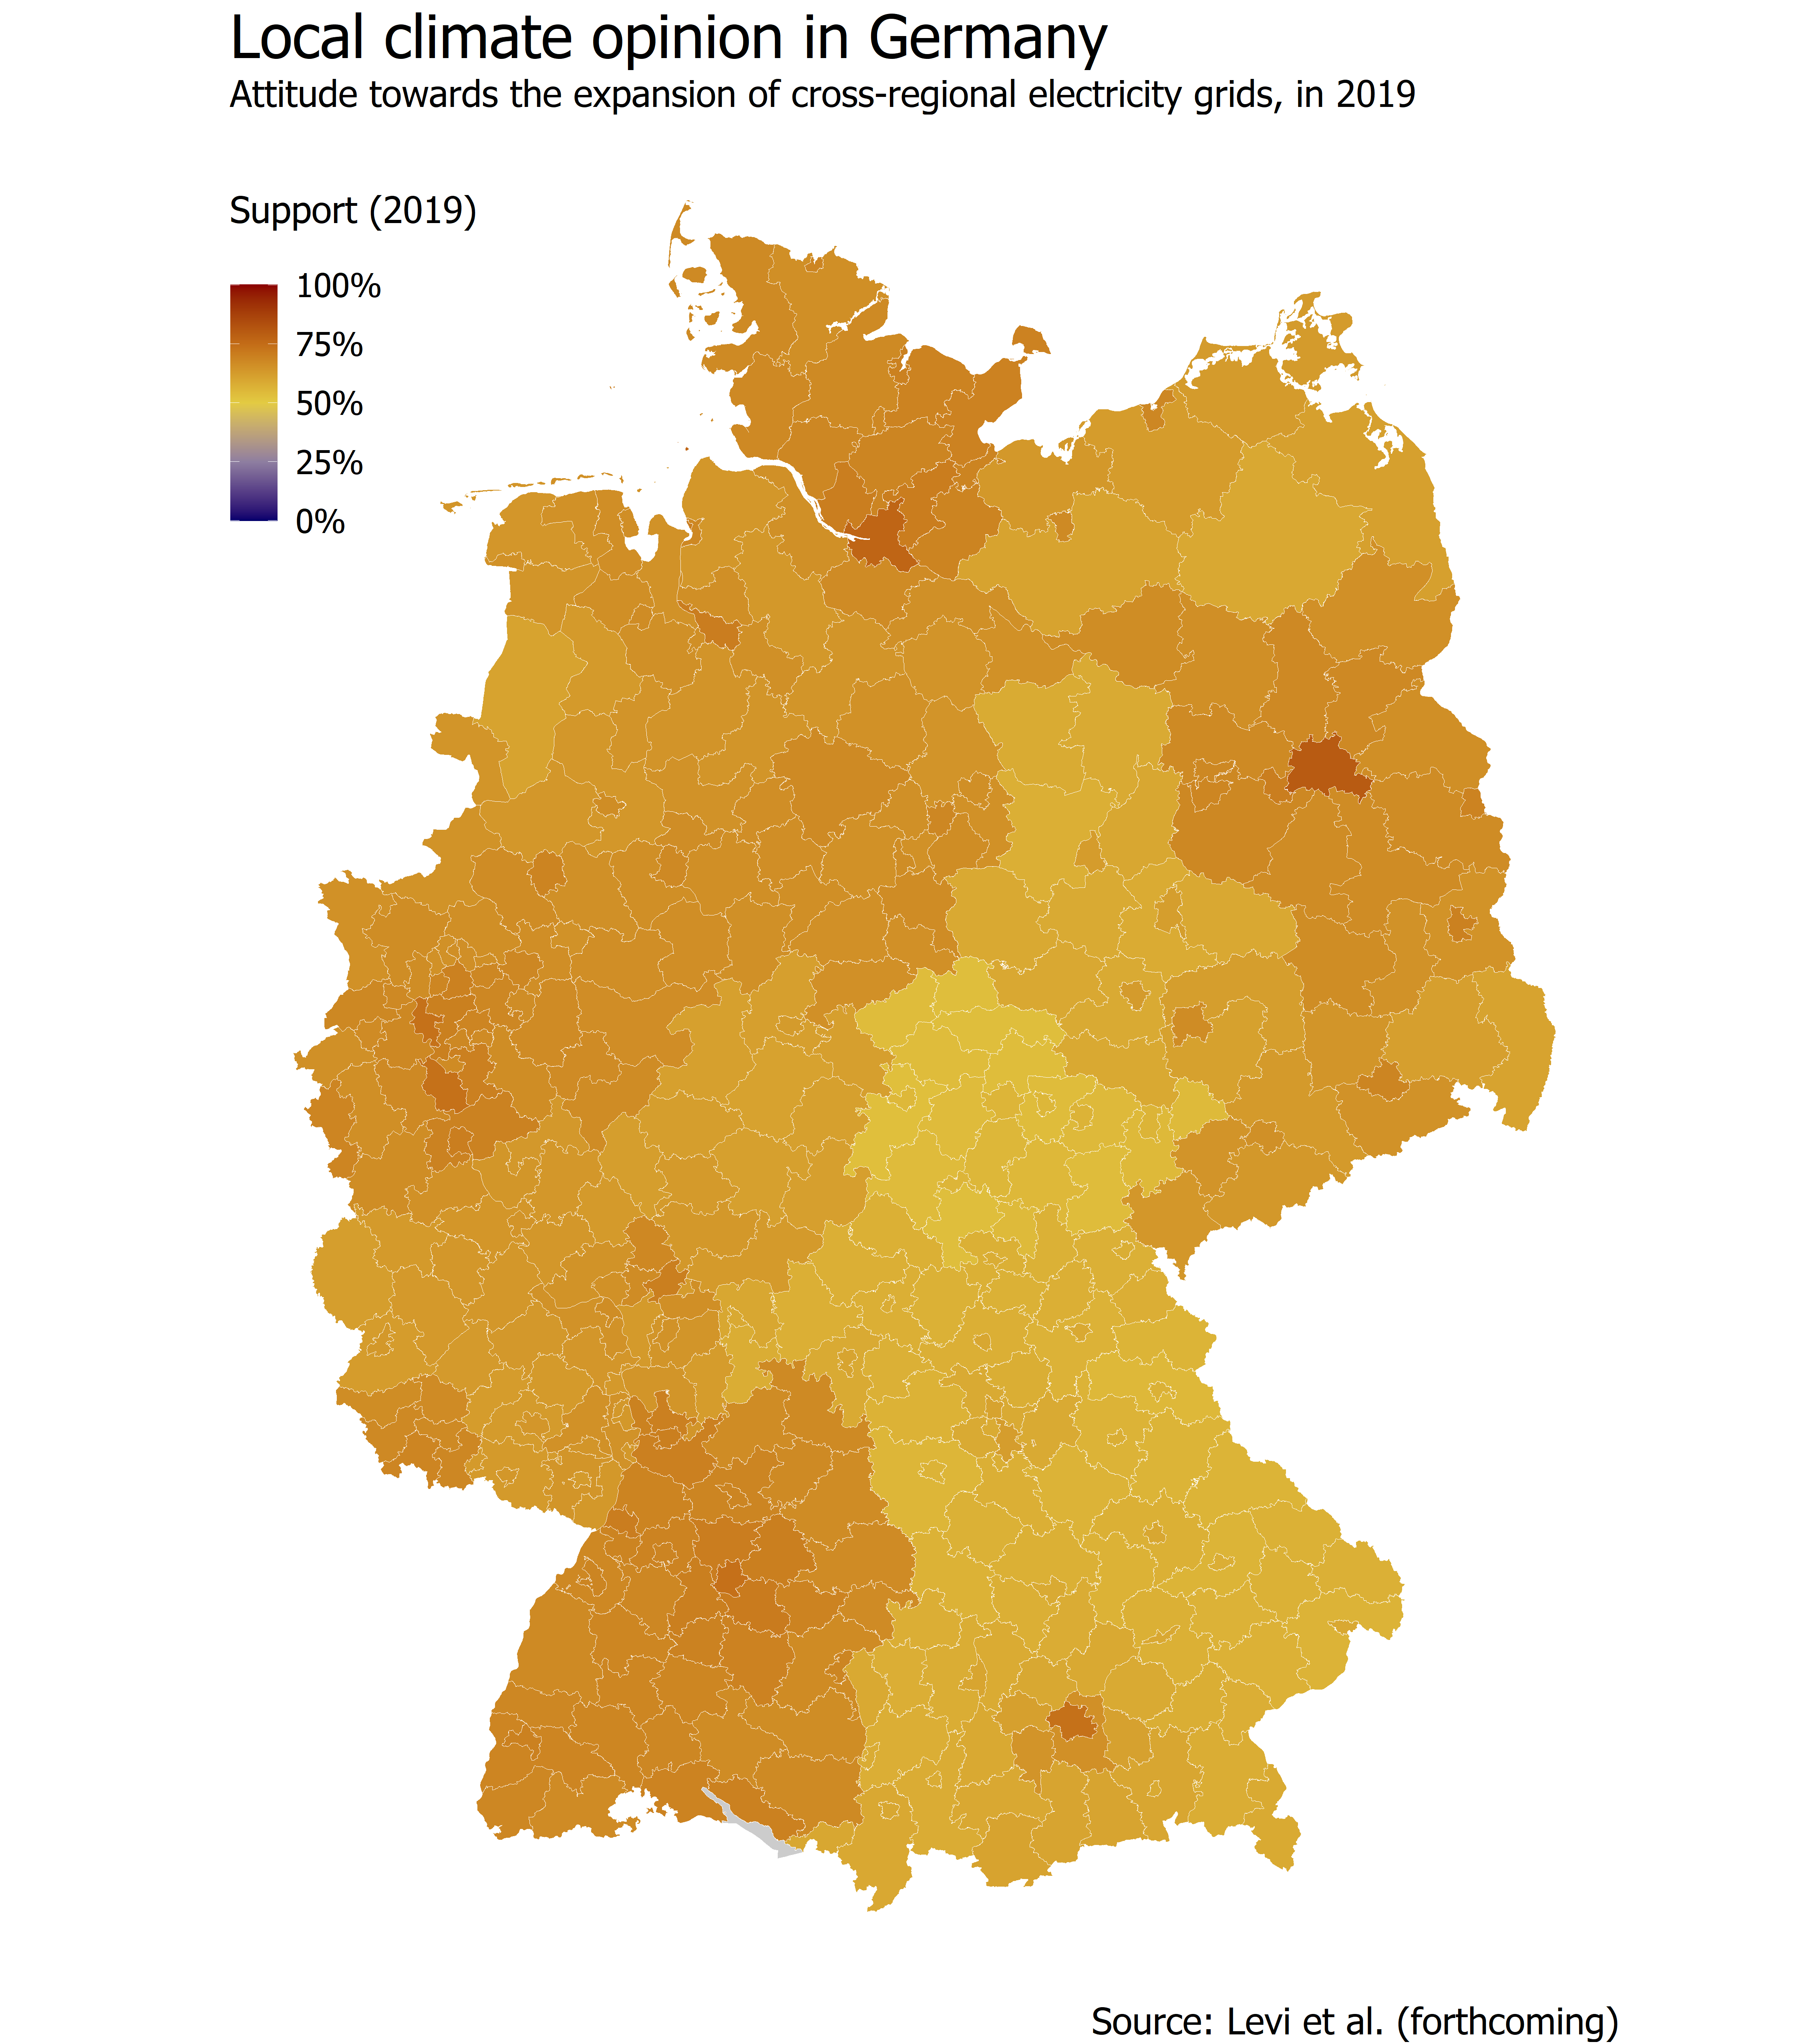 Local climate opinion in Germany
Attitude towards the expansion of cross-regional electricity grids, in 2019
Support (2019)
100%
75%
50%
25%
0%
Source: Levi et al. (forthcoming)